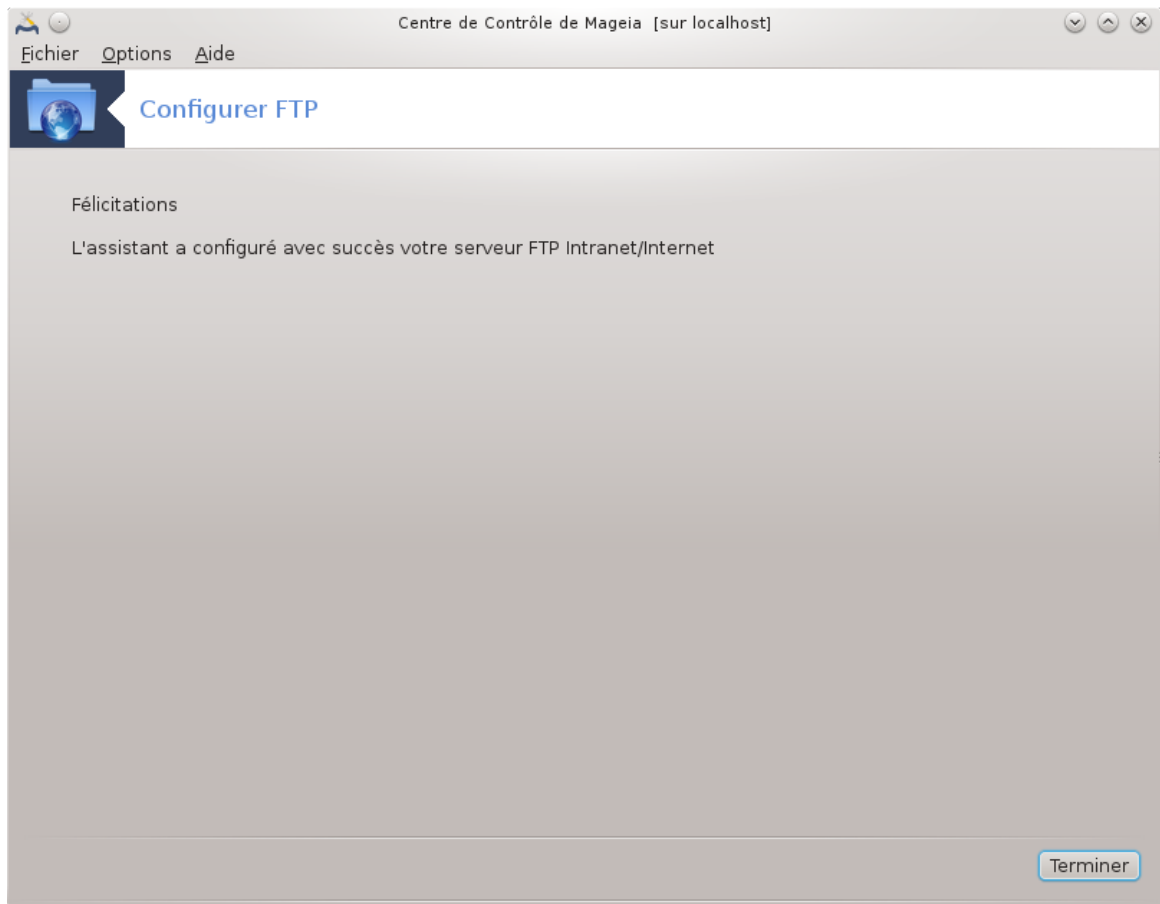 Centre de Contrôle de Mageia [sur localhost]
Fichier Options Aide
Configurer FTP
Félicitations
L'assistant a configuré avec succès votre serveur FTP Intranet/Internet
Terminer